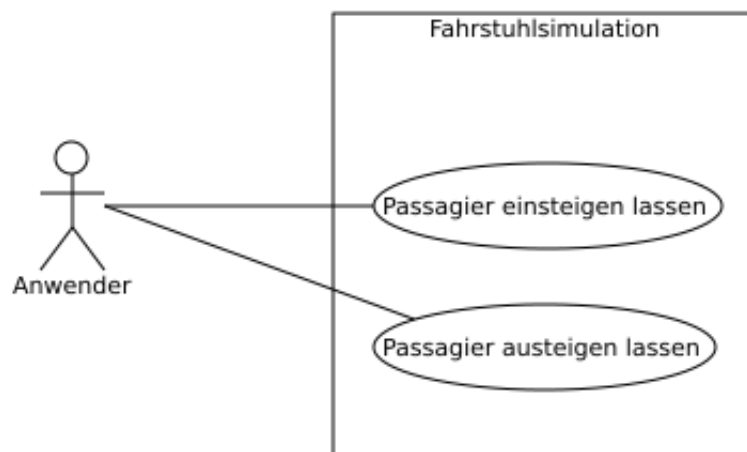 Fahrstuhlsimulation
Passagier einsteigen lassen
Anwender
Passagier austeigen lassen